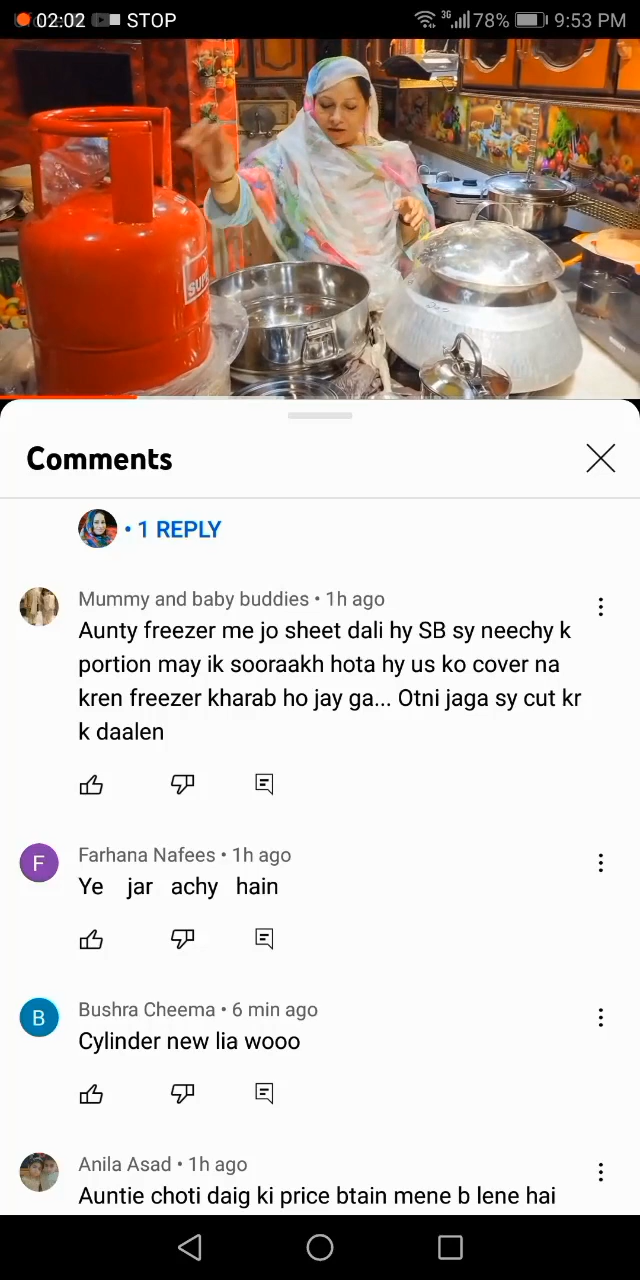 02:02 STOP 3G 78% 9:53 PM
SUP
Comments
• 1 REPLY
Mummy and baby buddies • 1h ago
Aunty freezer me jo sheet dali hy SB sy neechy k
portion may ik sooraakh hota hy us ko cover na
kren freezer kharab ho jay ga... Otni jaga sy cut kr
k daalen
F
Farhana Nafees • 1h ago
Ye jar achy hain
B
Bushra Cheema • 6 min ago
Cylinder new lia wooo
Anila Asad • 1h ago
Auntie choti daig ki price btain mene b lene hai